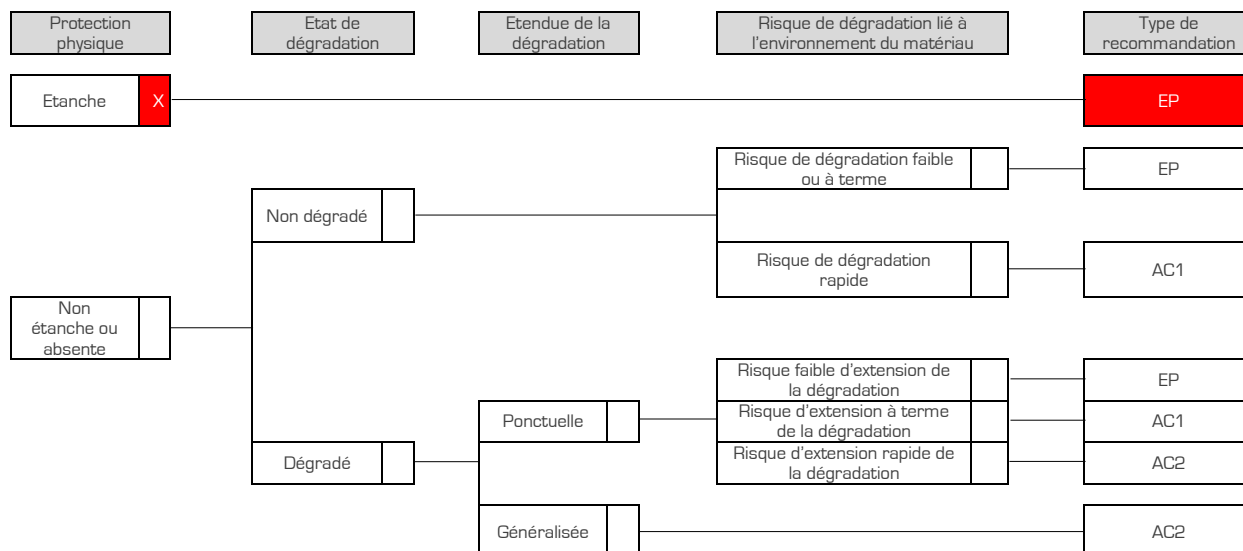 Protection
physique
Etat de
dégradation
Etendue de la
dégradation
Risque de dégradation lié à
l'environnement du matériau
Type de
recommandation
Etanche
X
EP
Risque de dégradation faible
ou à terme
EP
Non dégradé
Risque de dégradation
rapide
AC1
Non
étanche ou
absente
Risque faible d'extension de
la dégradation
EP
Ponctuelle
Risque d'extension à terme
de la dégradation
AC1
Dégradé
Risque d'extension rapide de
la dégradation
AC2
Généralisée
AC2